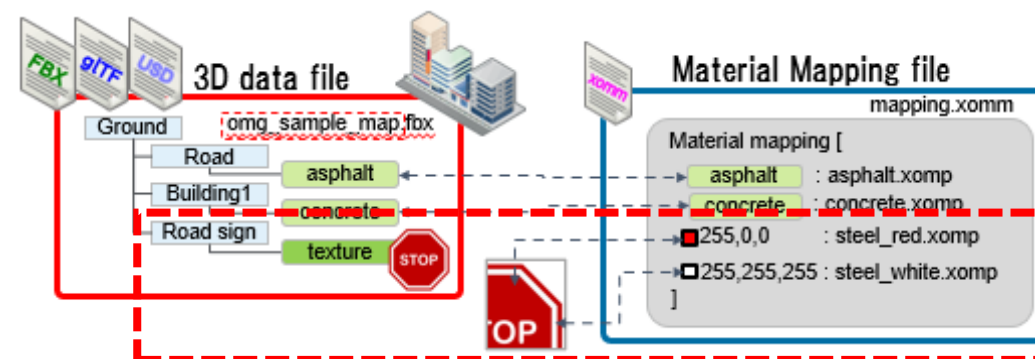 FBX
glTF
USD
3D data file
omg_sample_map.fbx
Ground
Road
asphalt
Building1
concrete
Road sign
texture
STOP
TOP
xomm
Material Mapping file
mapping.xomm
Material mapping [
asphalt : asphalt.xomp
concrete : concrete.xomp
255,0,0 : steel_red.xomp
255,255,255 : steel_white.xomp
]